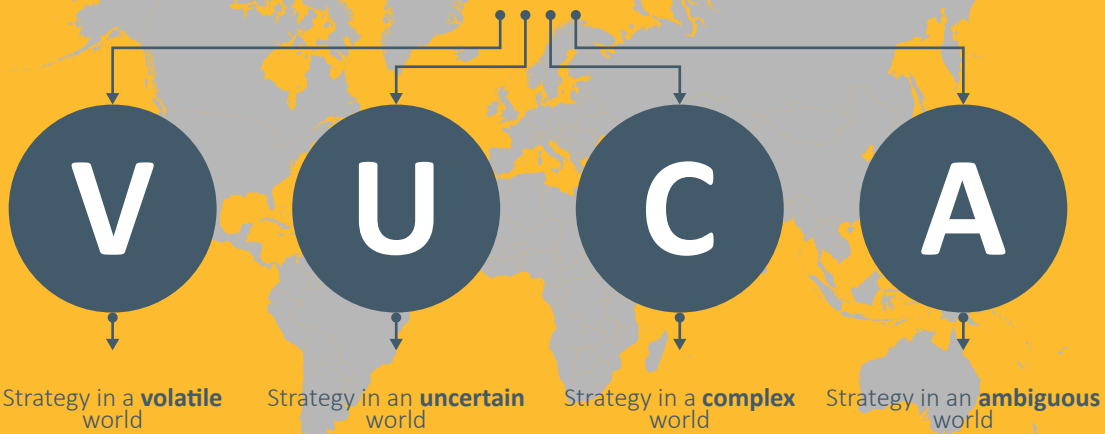 V
U
C
A
Strategy in a volatile
world
Strategy in an uncertain
world
Strategy in a complex
world
Strategy in an ambiguous
world